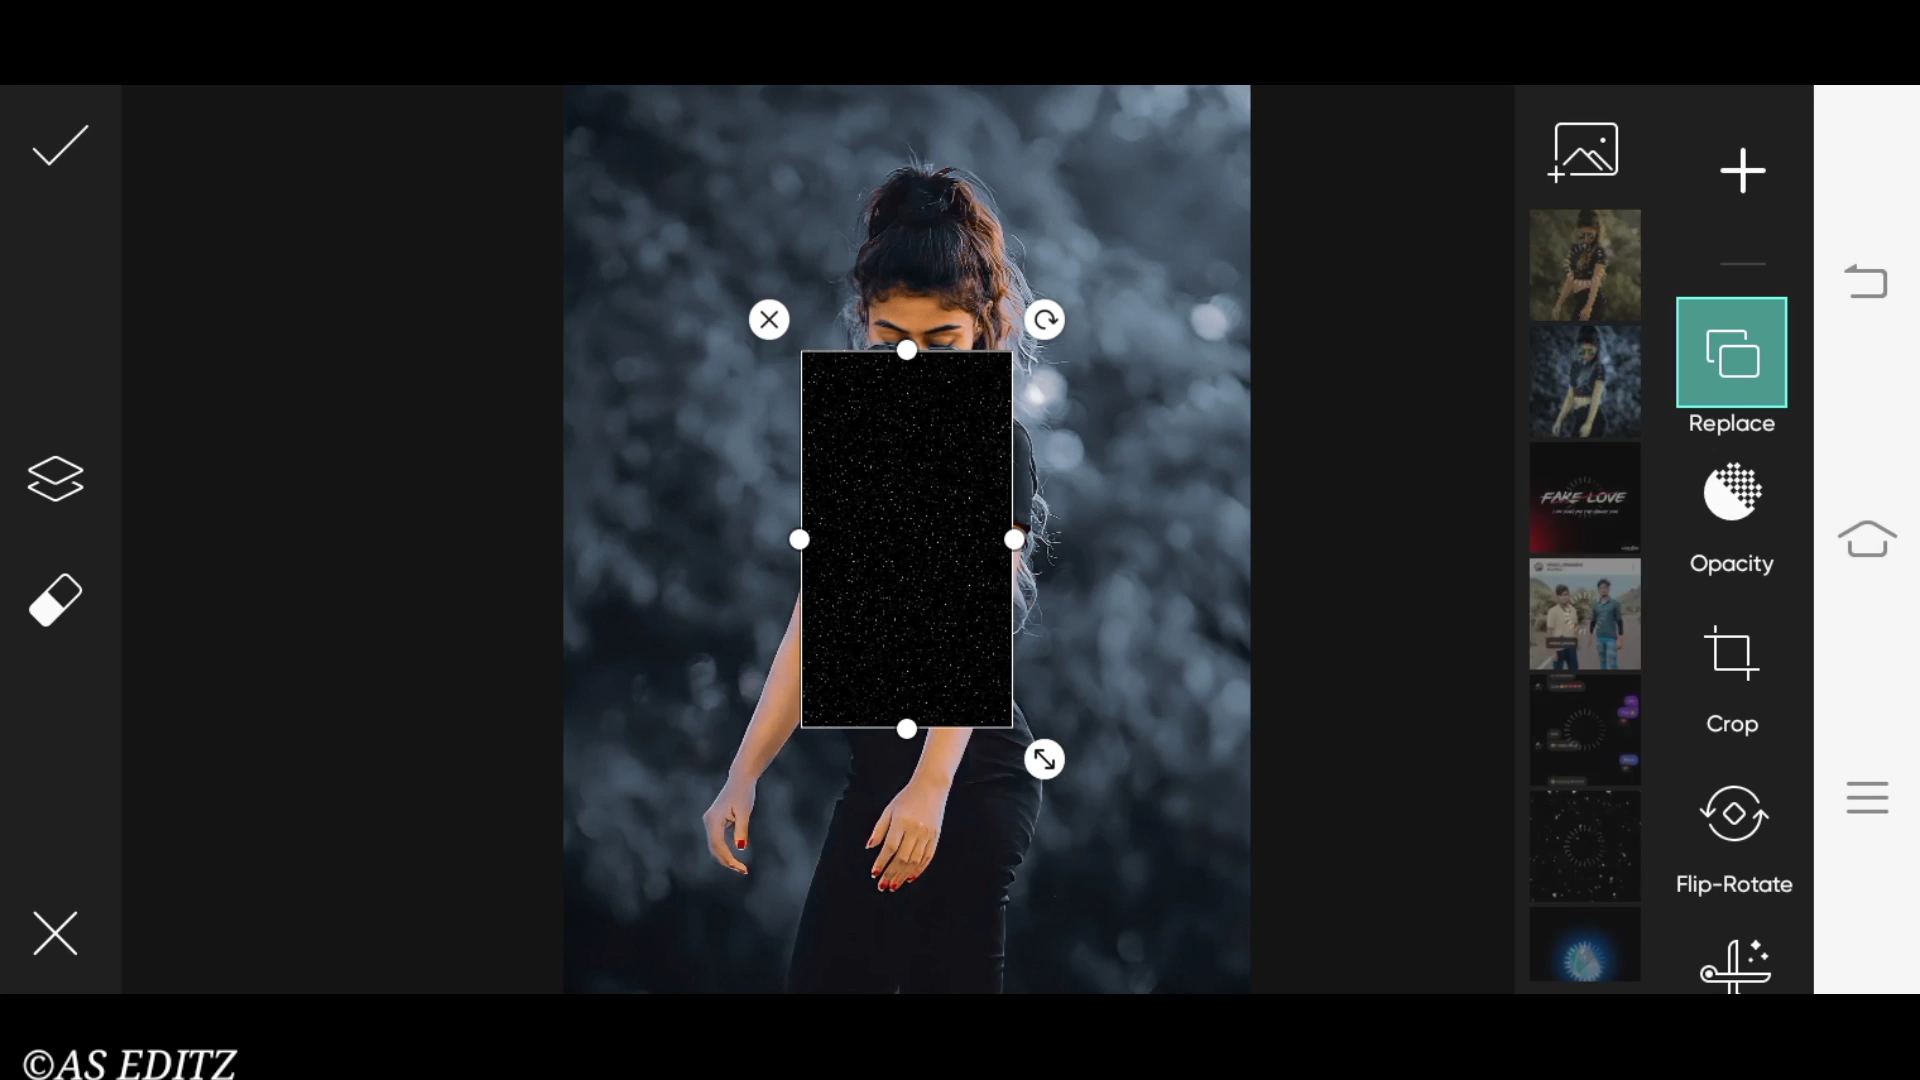 FAKE LOVE
Replace
Opacity
Crop
Flip-Rotate
©AS EDITZ